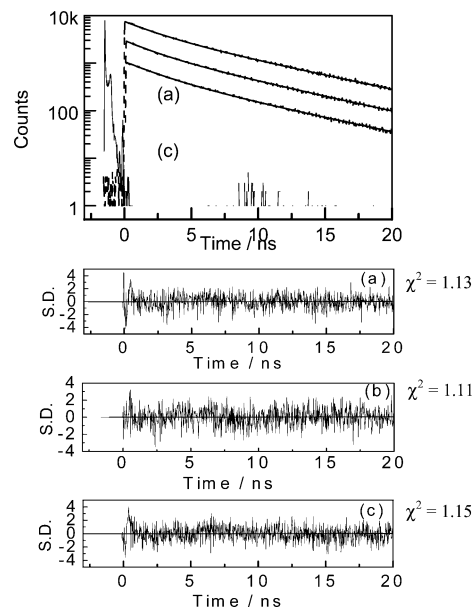 10k
100
1
Counts
(a)
(c)
0 5 10 15 20
Time / ns
4
2
0
-2
-4
S.D.
(a)
χ² = 1.13
0 5 10 15 20
Time / ns
4
2
0
-2
-4
S.D.
(b)
χ² = 1.11
0 5 10 15 20
Time / ns
4
2
0
-2
-4
S.D.
(c)
χ² = 1.15
0 5 10 15 20
Time / ns